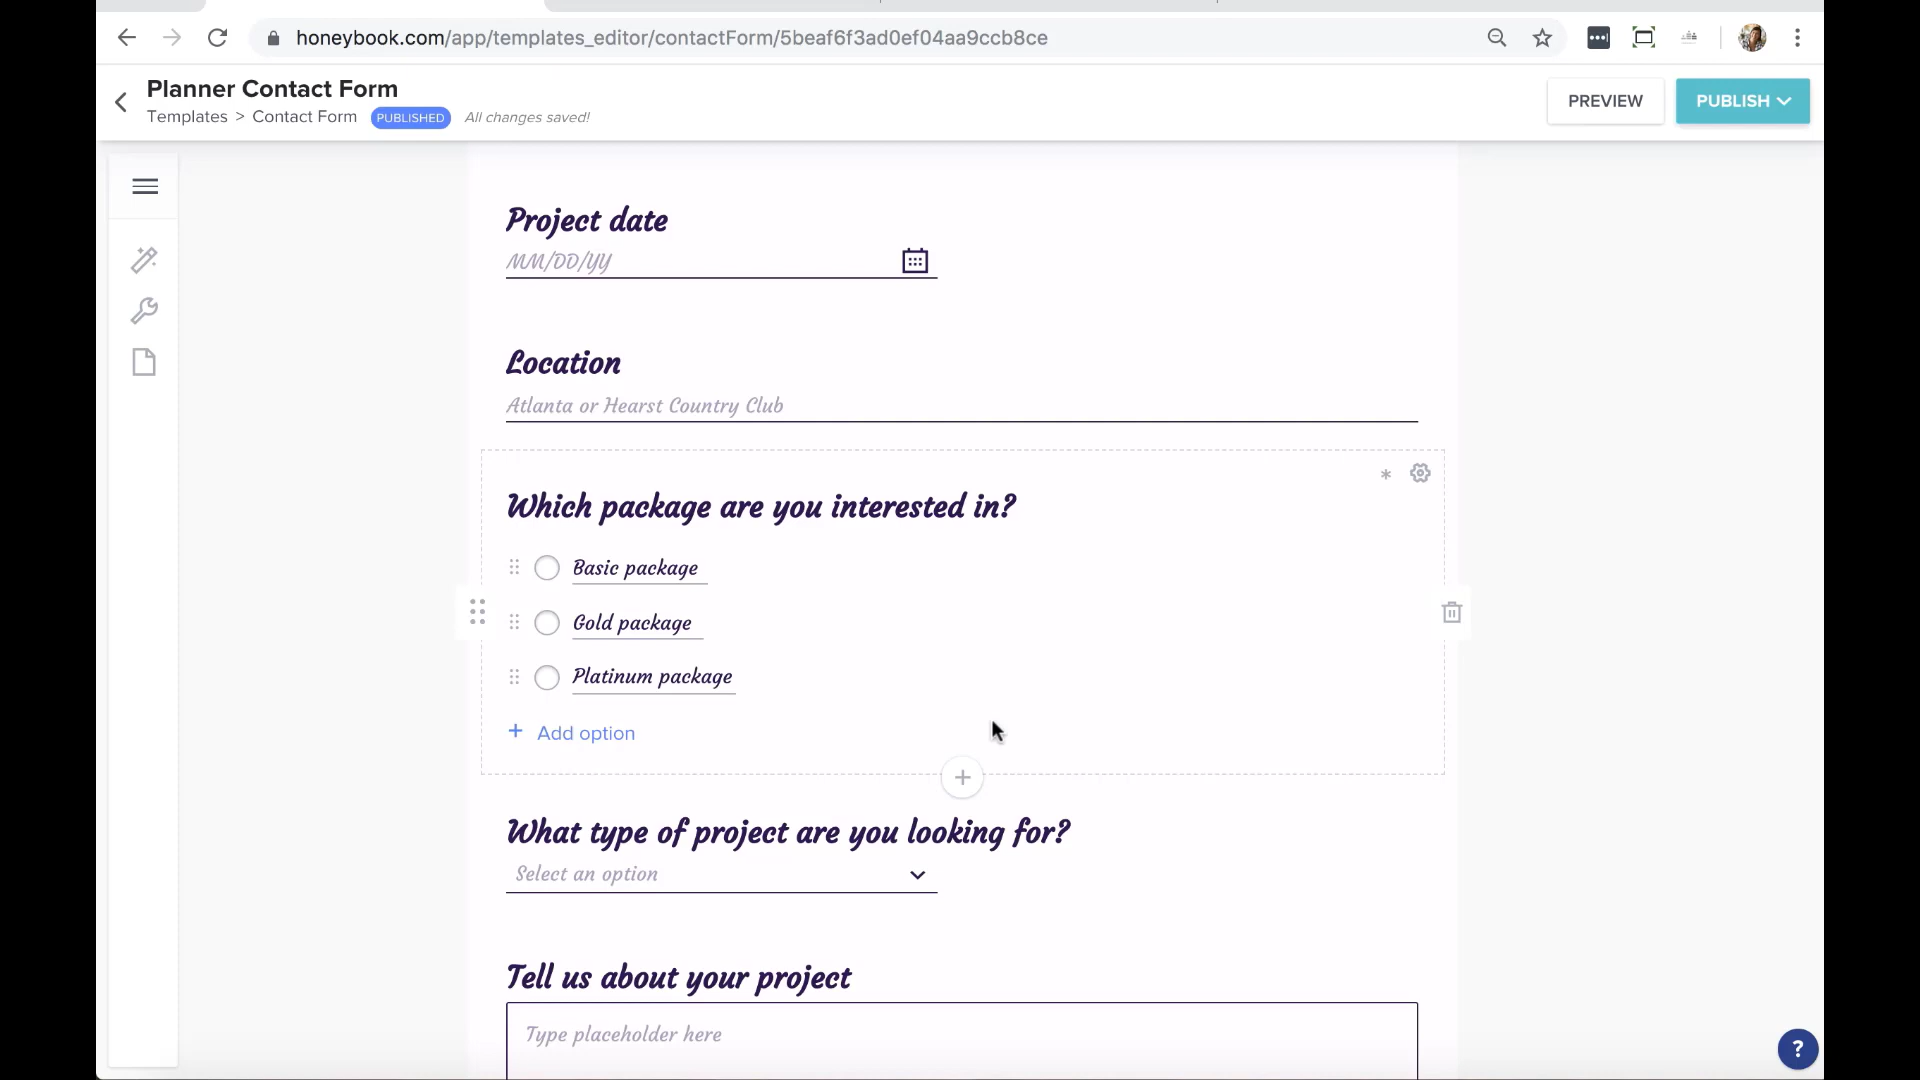 honeybook.com/app/templates_editor/contactForm/5beaf6f3ad0ef04aa9ccb8ce
Planner Contact Form
Templates > Contact Form PUBLISHED All changes saved!
PREVIEW
PUBLISH
Project date
MM/DD/YY
Location
Atlanta or Hearst Country Club
*
Which package are you interested in?
Basic package
Gold package
Platinum package
+ Add option
+
What type of project are you looking for?
Select an option
Tell us about your project
Type placeholder here
?